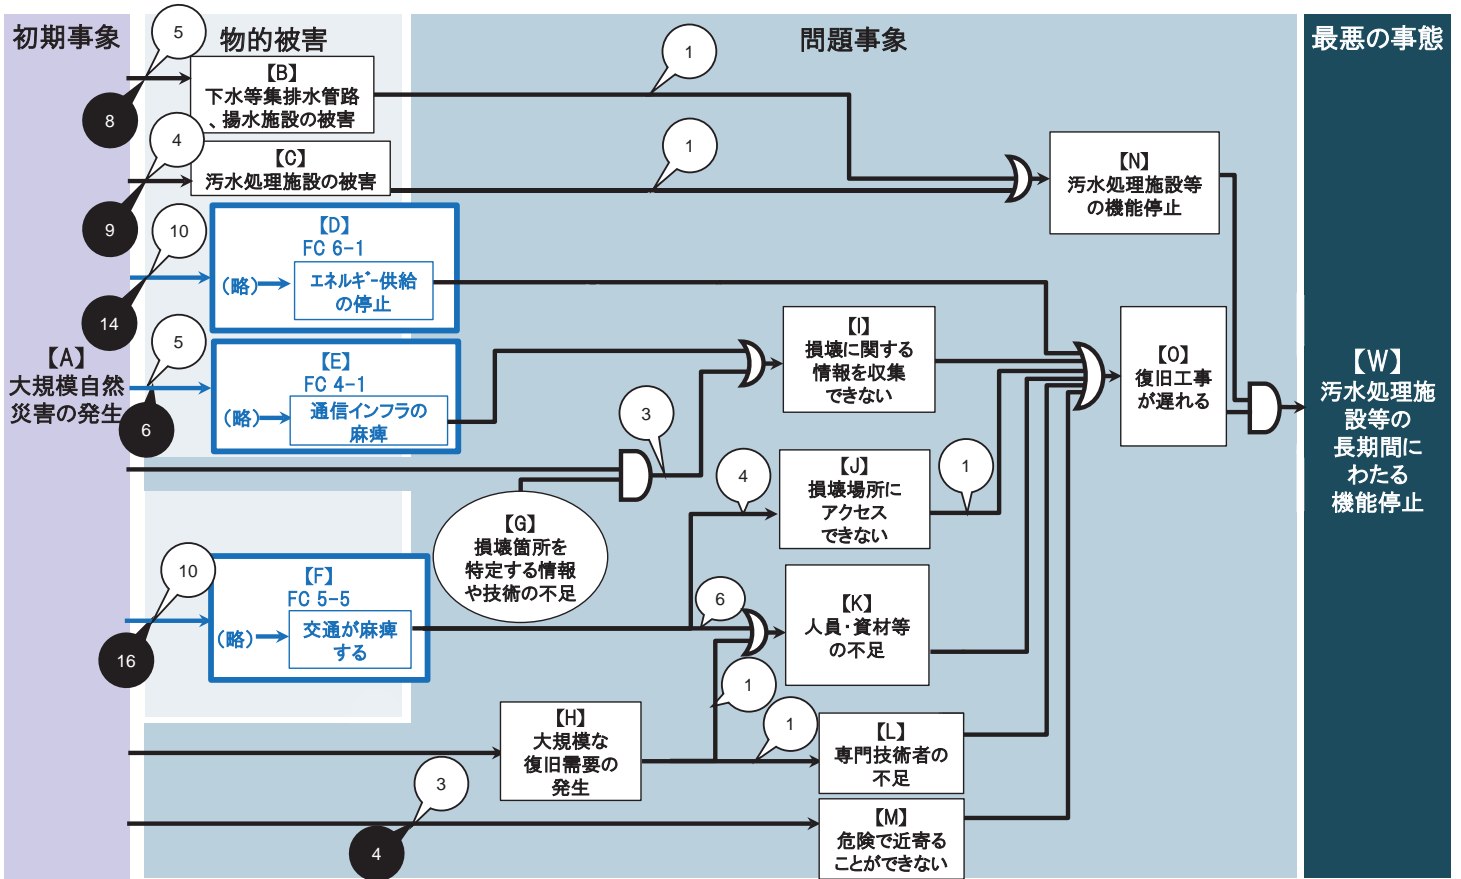 初期事象
物的被害
問題事象
最悪の事態
5
8
【B】
下水等集排水管路
、揚水施設の被害
1
4
9
【C】
汚水処理施設の被害
1
【N】
汚水処理施設等
の機能停止
10
14
【D】
FC 6-1
(略)
エネルギー供給
の停止
【A】
大規模自然
災害の発生
5
6
【E】
FC 4-1
(略)
通信インフラの
麻痺
【I】
損壊に関する
情報を収集
できない
【O】
復旧工事
が遅れる
【W】
汚水処理施
設等の
長期間に
わたる
機能停止
3
【G】
損壊箇所を
特定する情報
や技術の不足
4
【J】
損壊場所に
アクセス
できない
1
10
16
【F】
FC 5-5
(略)
交通が麻痺
する
6
【K】
人員・資材等
の不足
1
【H】
大規模な
復旧需要の
発生
1
【L】
専門技術者の
不足
3
4
【M】
危険で近寄る
ことができない